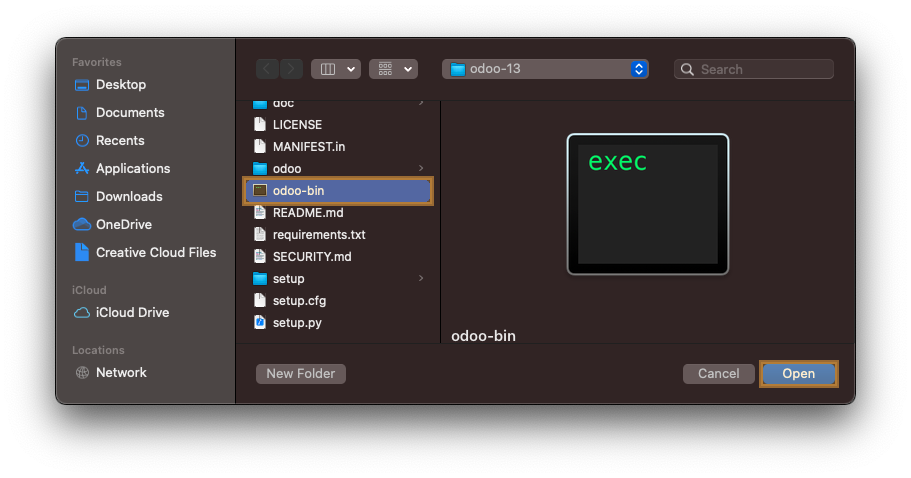 Favorites
Desktop
Documents
Recents
Applications
Downloads
OneDrive
Creative Cloud Files
iCloud
iCloud Drive
Locations
Network
odoo-13
Search
doc
LICENSE
MANIFEST.in
odoo
odoo-bin
README.md
requirements.txt
SECURITY.md
setup
setup.cfg
setup.py
exec
odoo-bin
New Folder
Cancel
Open